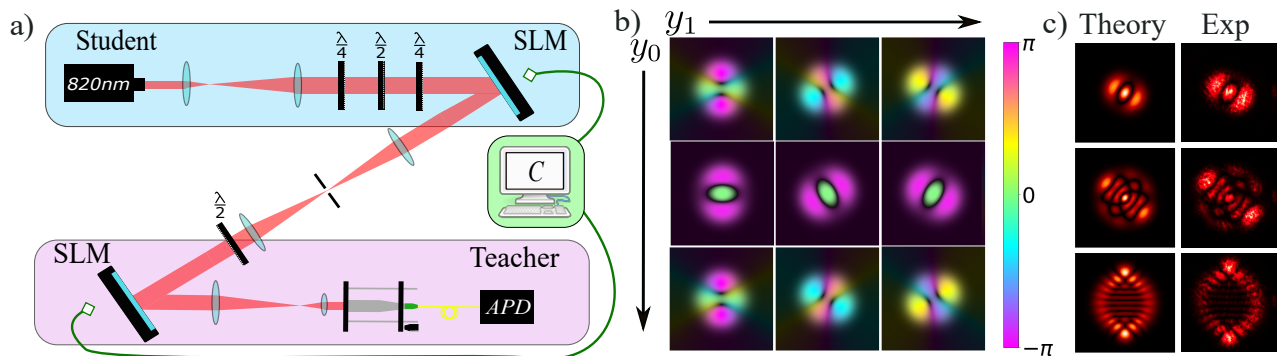 a)
Student
SLM
820nm
λ/4
λ/2
λ/4
C
λ/2
SLM
Teacher
APD
b)
y₁
y₀
π
0
−π
c)
Theory
Exp